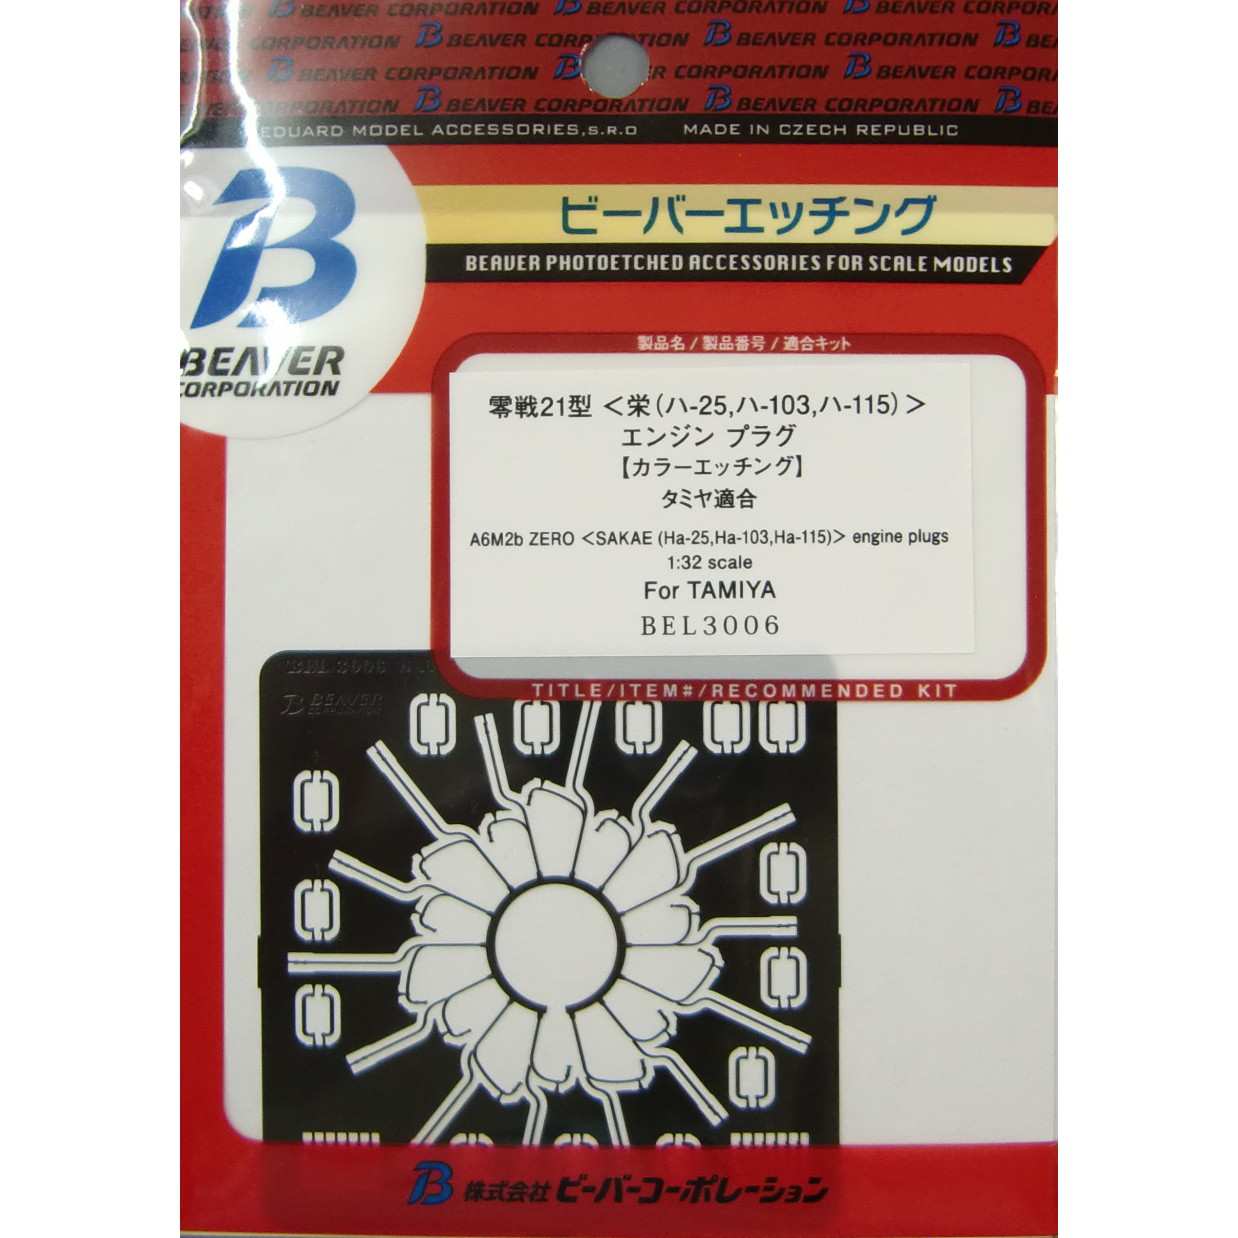 BEAVER CORPORATION BEAVER CORPORATION
BEAVER CORPORATION BEAVER CORPORATION
BEAVER CORPORATION BEAVER CORPOR
BEAVER CORPORATION BEAVER CORPORATION
EDUARD MODEL ACCESSORIES,s.r.o MADE IN CZECH REPUBLIC
B
BEAVER
CORPORATION
ビーバーエッチング
BEAVER PHOTOETCHED ACCESSORIES FOR SCALE MODELS
製品名 / 製品番号 / 適合キット
零戦21型 <栄(ハ-25,ハ-103,ハ-115)>
エンジン プラグ
【カラーエッチング】
タミヤ適合
A6M2b ZERO <SAKAE (Ha-25,Ha-103,Ha-115)> engine plugs
1:32 scale
For TAMIYA
BEL3006
TITLE/ITEM#/RECOMMENDED KIT
BEL 3006
BEAVER
CORPORATION
B 株式会社 ビーバーコーポレーション